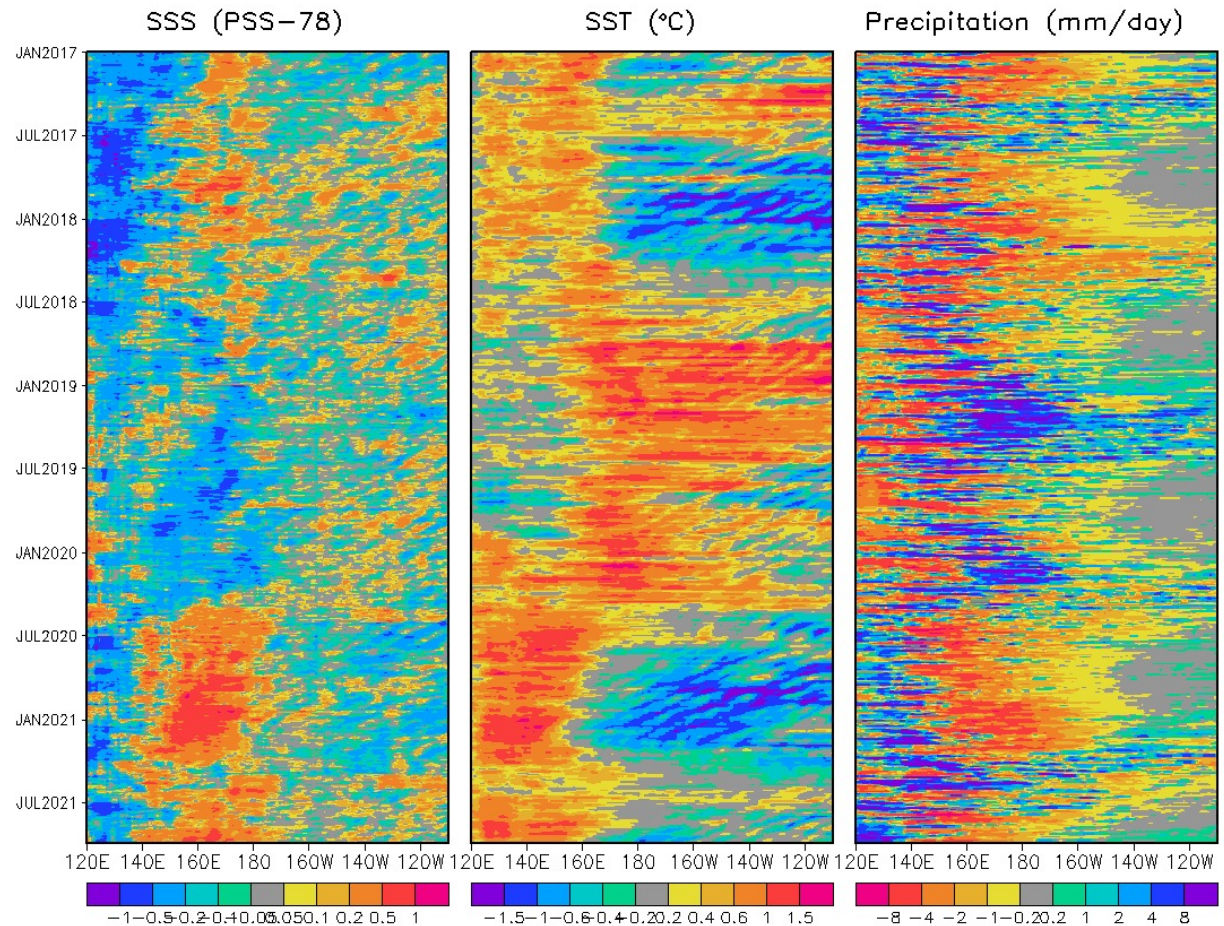 SSS (PSS-78) SST (°C) Precipitation (mm/day)
JAN2017
JUL2017
JAN2018
JUL2018
JAN2019
JUL2019
JAN2020
JUL2020
JAN2021
JUL2021
120E 140E 160E 180 160W 140W 120W 120E 140E 160E 180 160W 140W 120W 120E 140E 160E 180 160W 140W 120W
-1 -0.5 -0.2 -0.1 -0.05 0.05 0.1 0.2 0.5 1 -1.5 -1 -0.6 -0.4 -0.2 0.2 0.4 0.6 1 1.5 -8 -4 -2 -1 -0.2 0.2 1 2 4 8